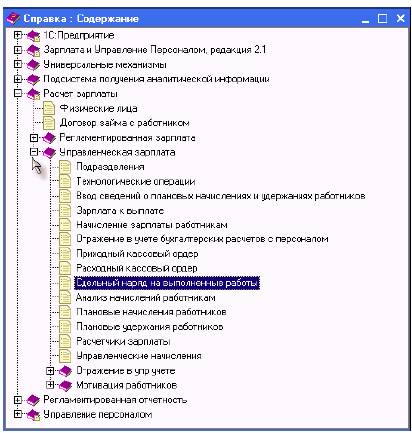 Справка : Содержание
1С:Предприятие
Зарплата и Управление Персоналом, редакция 2.1
Универсальные механизмы
Подсистема получения аналитической информации
Расчет зарплаты
Физические лица
Договор займа с работником
Регламентированная зарплата
Управленческая зарплата
Подразделения
Технологические операции
Ввод сведений о плановых начислениях и удержаниях работников
Зарплата к выплате
Начисление зарплаты работникам
Отражение в учете бухгалтерских расчетов с персоналом
Приходный кассовый ордер
Расходный кассовый ордер
Сдельный наряд на выполненные работы
Анализ начислений работникам
Плановые начисления работников
Плановые удержания работников
Расчетчики зарплаты
Управленческие начисления
Отражение в упр учете
Мотивация работников
Регламентированная отчетность
Управление персоналом